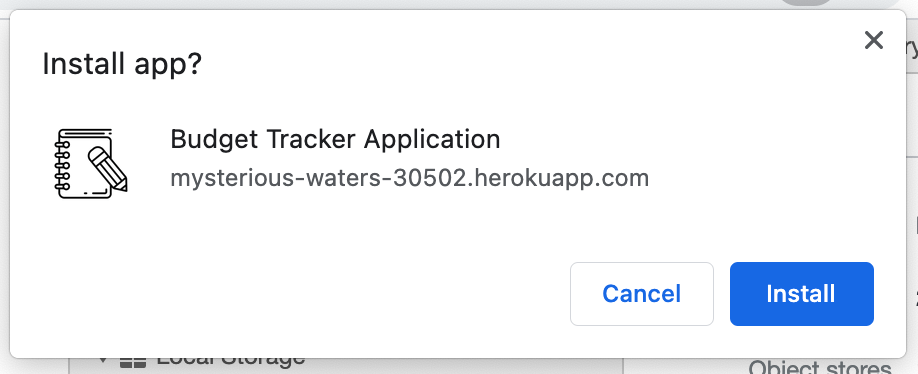 Install app?
Budget Tracker Application
mysterious-waters-30502.herokuapp.com
Cancel
Install
Local Storage
Object stores